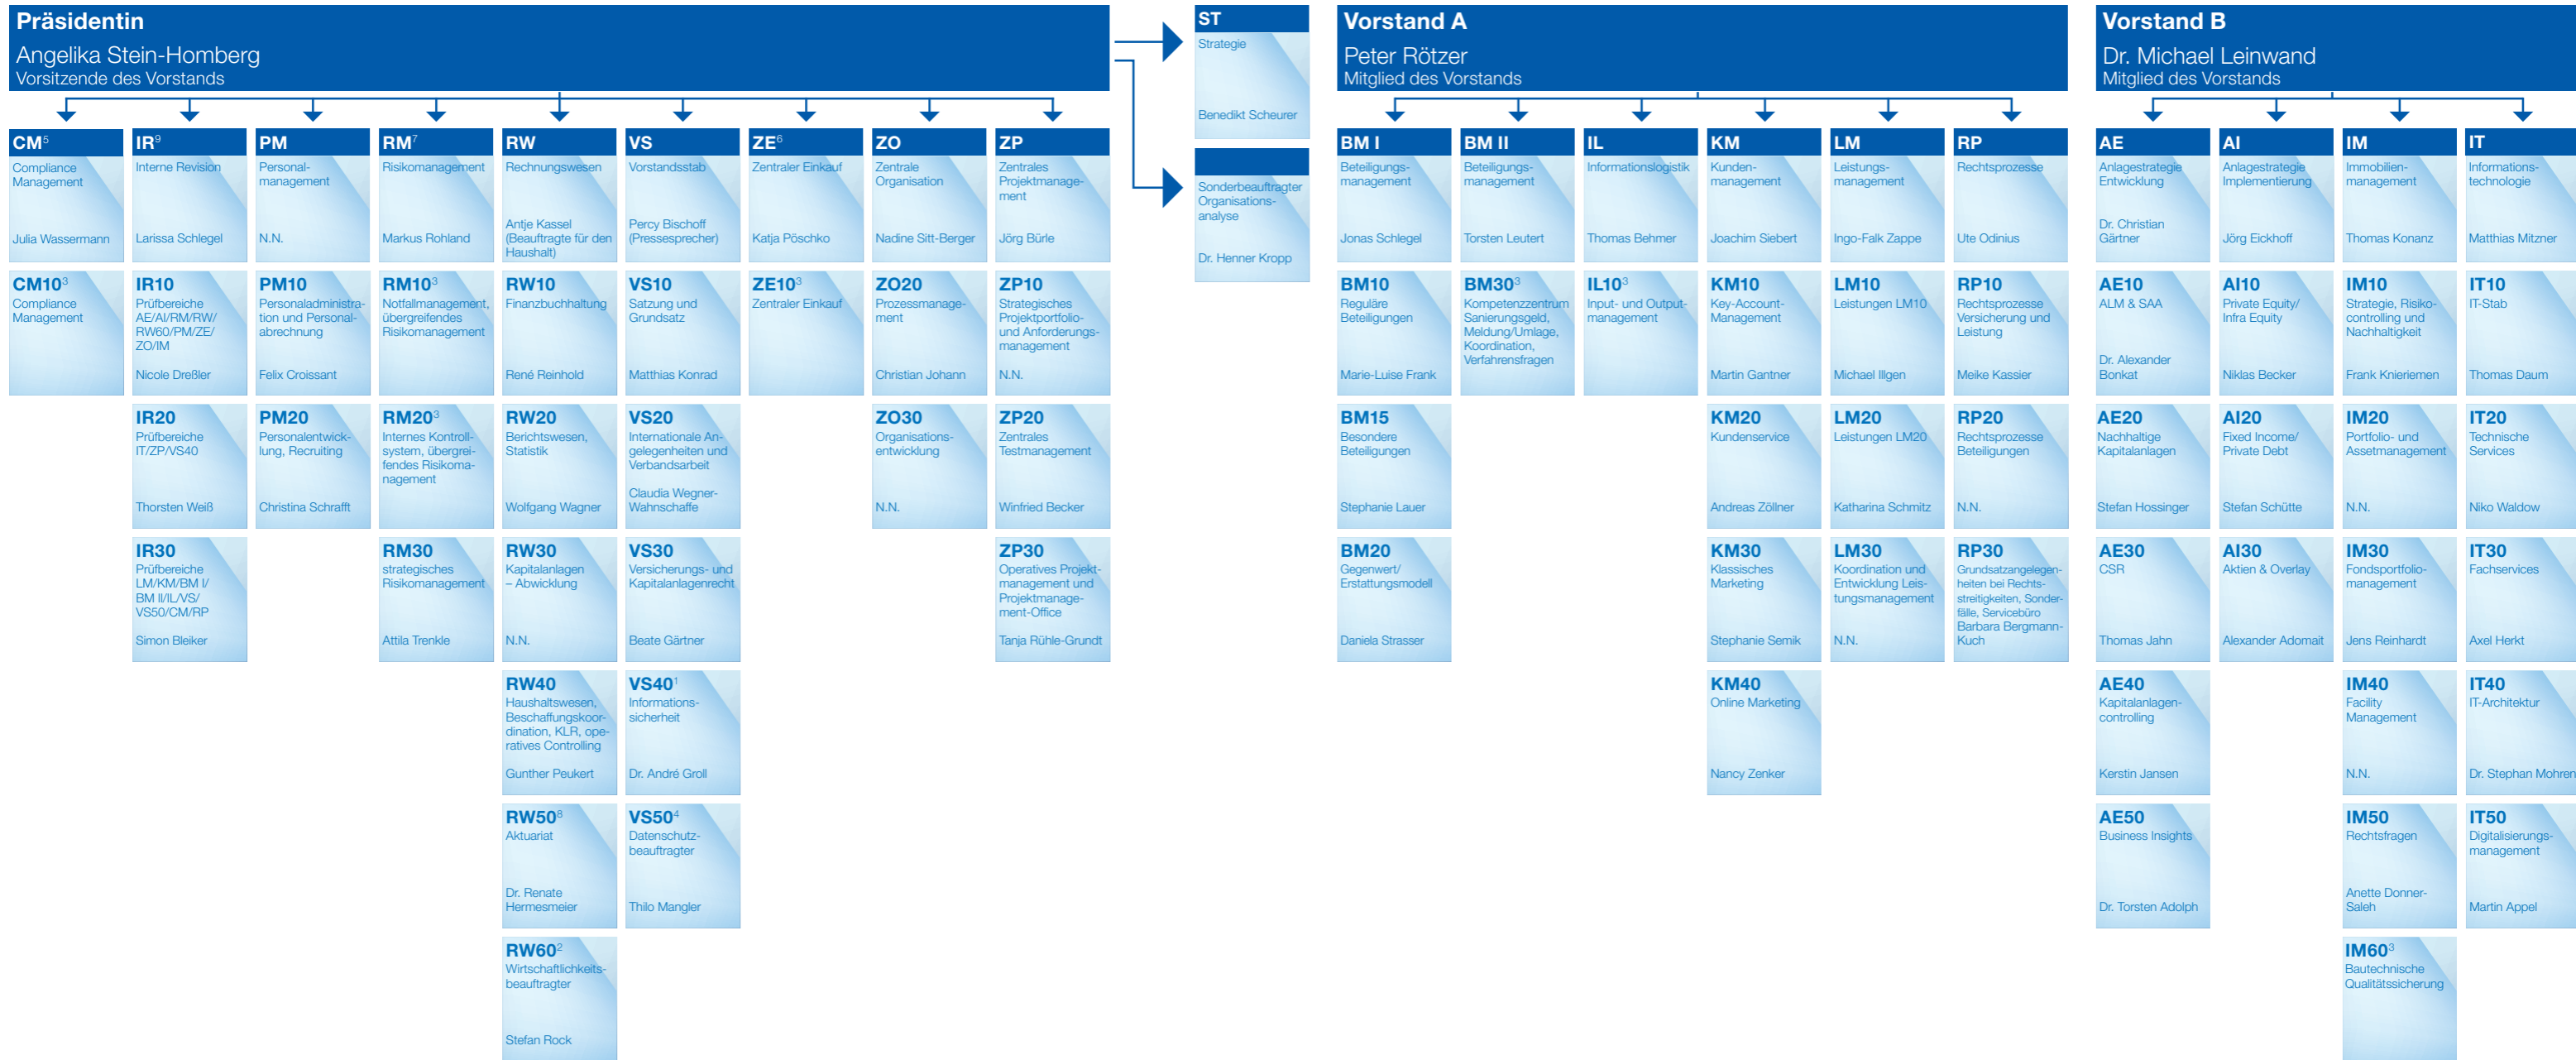 Präsidentin
Angelika Stein-Homberg
Vorsitzende des Vorstands
ST
Strategie
Benedikt Scheurer
Sonderbeauftragter
Organisations-
analyse
Dr. Henner Kropp
Vorstand A
Peter Rötzer
Mitglied des Vorstands
Vorstand B
Dr. Michael Leinwand
Mitglied des Vorstands
CM5
Compliance
Management
Julia Wassermann
IR9
Interne Revision
Larissa Schlegel
PM
Personal-
management
N.N.
RM7
Risikomanagement
Markus Rohland
RW
Rechnungswesen
Antje Kassel
(Beauftragte für den
Haushalt)
VS
Vorstandsstab
Percy Bischoff
(Pressesprecher)
ZE6
Zentraler Einkauf
Katja Pöschko
ZO
Zentrale
Organisation
Nadine Sitt-Berger
ZP
Zentrales
Projektmanage-
ment
Jörg Bürle
BM I
Beteiligungs-
management
Jonas Schlegel
BM II
Beteiligungs-
management
Torsten Leutert
IL
Informationslogistik
Thomas Behmer
KM
Kunden-
management
Joachim Siebert
LM
Leistungs-
management
Ingo-Falk Zappe
RP
Rechtsprozesse
Ute Odinius
AE
Anlagestrategie
Entwicklung
Dr. Christian
Gärtner
AI
Anlagestrategie
Implementierung
Jörg Eickhoff
IM
Immobilien-
management
Thomas Konanz
IT
Informations-
technologie
Matthias Mitzner
CM103
Compliance
Management
IR10
Prüfbereiche
AE/AI/RM/RW/
RW60/PM/ZE/
ZO/IM
Nicole Dreßler
PM10
Personaladministra-
tion und Personal-
abrechnung
Felix Croissant
RM103
Notfallmanagement,
übergreifendes
Risikomanagement
RW10
Finanzbuchhaltung
René Reinhold
VS10
Satzung und
Grundsatz
Matthias Konrad
ZE103
Zentraler Einkauf
ZO20
Prozessmanage-
ment
Christian Johann
ZP10
Strategisches
Projektportfolio-
und Anforderungs-
management
N.N.
BM10
Reguläre
Beteiligungen
Marie-Luise Frank
BM303
Kompetenzzentrum
Sanierungsgeld,
Meldung/Umlage,
Koordination,
Verfahrensfragen
IL103
Input- und Output-
management
KM10
Key-Account-
Management
Martin Gantner
LM10
Leistungen LM10
Michael Illgen
RP10
Rechtsprozesse
Versicherung und
Leistung
Meike Kassier
AE10
ALM & SAA
Dr. Alexander
Bonkat
AI10
Private Equity/
Infra Equity
Niklas Becker
IM10
Strategie, Risiko-
controlling und
Nachhaltigkeit
Frank Knieriemen
IT10
IT-Stab
Thomas Daum
IR20
Prüfbereiche
IT/ZP/VS40
Thorsten Weiß
PM20
Personalentwick-
lung, Recruiting
Christina Schrafft
RM203
Internes Kontroll-
system, übergrei-
fendes Risikoma-
nagement
RW20
Berichtswesen,
Statistik
Wolfgang Wagner
VS20
Internationale An-
gelegenheiten und
Verbandsarbeit
Claudia Wegner-
Wahnschaffe
ZO30
Organisations-
entwicklung
N.N.
ZP20
Zentrales
Testmanagement
Winfried Becker
BM15
Besondere
Beteiligungen
Stephanie Lauer
KM20
Kundenservice
Andreas Zöllner
LM20
Leistungen LM20
Katharina Schmitz
RP20
Rechtsprozesse
Beteiligungen
N.N.
AE20
Nachhaltige
Kapitalanlagen
Stefan Hossinger
AI20
Fixed Income/
Private Debt
Stefan Schütte
IM20
Portfolio- und
Assetmanagement
N.N.
IT20
Technische
Services
Niko Waldow
IR30
Prüfbereiche
LM/KM/BM I/
BM II/IL/VS/
VS50/CM/RP
Simon Bleiker
RM30
strategisches
Risikomanagement
Attila Trenkle
RW30
Kapitalanlagen
– Abwicklung
N.N.
VS30
Versicherungs- und
Kapitalanlagenrecht
Beate Gärtner
ZP30
Operatives Projekt-
management und
Projektmanage-
ment-Office
Tanja Rühle-Grundt
BM20
Gegenwert/
Erstattungsmodell
Daniela Strasser
KM30
Klassisches
Marketing
Stephanie Semik
LM30
Koordination und
Entwicklung Leis-
tungsmanagement
N.N.
RP30
Grundsatzangelegen-
heiten bei Rechts-
streitigkeiten, Sonder-
fälle, Servicebüro
Barbara Bergmann-
Kuch
AE30
CSR
Thomas Jahn
AI30
Aktien & Overlay
Alexander Adomait
IM30
Fondsportfolio-
management
Jens Reinhardt
IT30
Fachservices
Axel Herkt
RW40
Haushaltswesen,
Beschaffungskoor-
dination, KLR, ope-
ratives Controlling
Gunther Peukert
VS401
Informations-
sicherheit
Dr. André Groll
KM40
Online Marketing
Nancy Zenker
AE40
Kapitalanlagen-
controlling
Kerstin Jansen
IM40
Facility
Management
N.N.
IT40
IT-Architektur
Dr. Stephan Mohren
RW508
Aktuariat
Dr. Renate
Hermesmeier
VS504
Datenschutz-
beauftragter
Thilo Mangler
AE50
Business Insights
Dr. Torsten Adolph
IM50
Rechtsfragen
Anette Donner-
Saleh
IT50
Digitalisierungs-
management
Martin Appel
RW602
Wirtschaftlichkeits-
beauftragter
Stefan Rock
IM603
Bautechnische
Qualitätssicherung